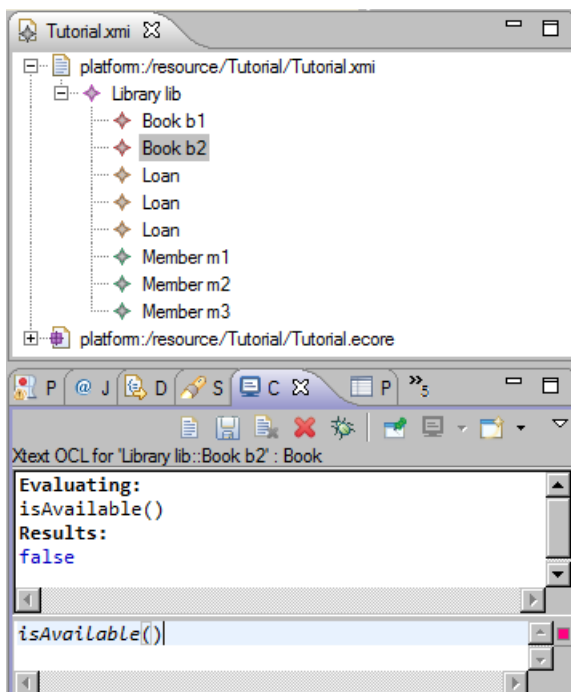 Tutorial.xmi
platform:/resource/Tutorial/Tutorial.xmi
Library lib
Book b1
Book b2
Loan
Loan
Loan
Member m1
Member m2
Member m3
platform:/resource/Tutorial/Tutorial.ecore
P @ J D S C P »5
Xtext OCL for 'Library lib::Book b2' : Book
Evaluating:
isAvailable()
Results:
false
isAvailable()